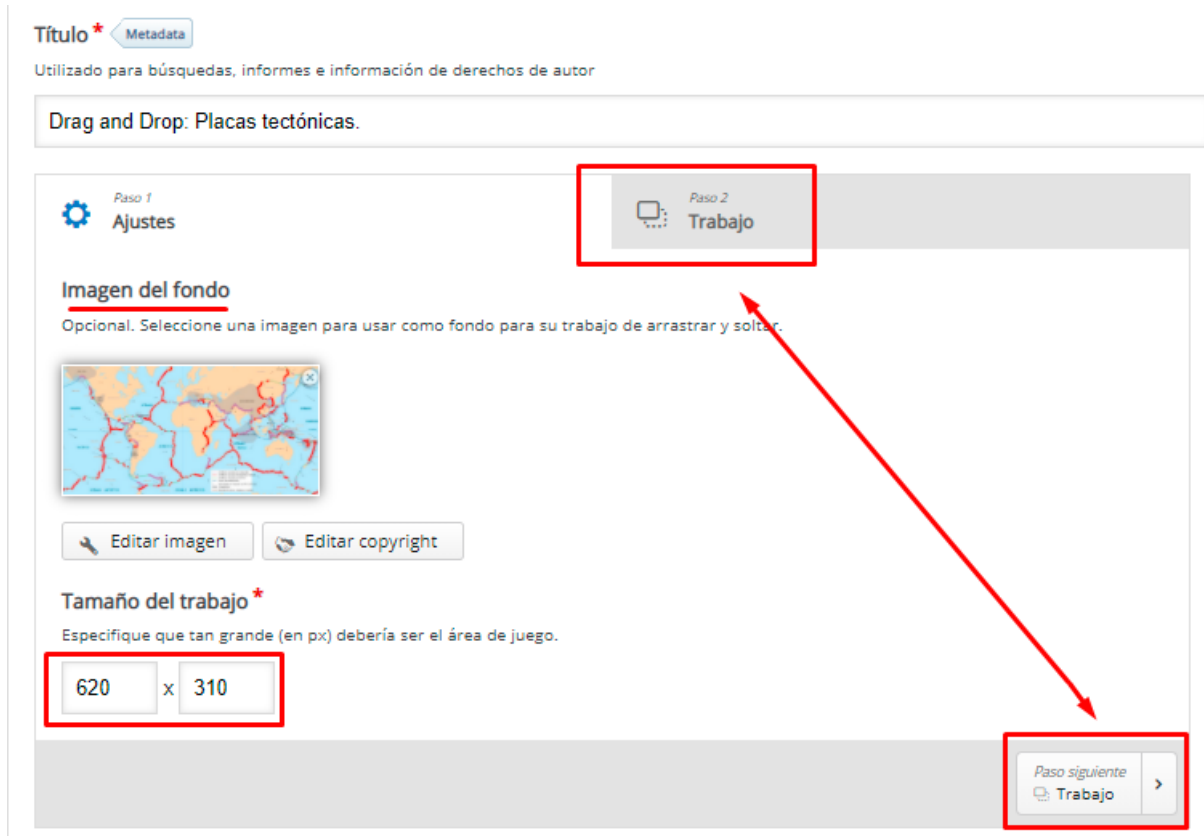 Título * Metadata
Utilizado para búsquedas, informes e información de derechos de autor
Drag and Drop: Placas tectónicas.
Paso 1
Ajustes
Paso 2
Trabajo
Imagen del fondo
Opcional. Seleccione una imagen para usar como fondo para su trabajo de arrastrar y soltar.
Editar imagen
Editar copyright
Tamaño del trabajo *
Especifique que tan grande (en px) debería ser el área de juego.
620 x 310
Paso siguiente
Trabajo